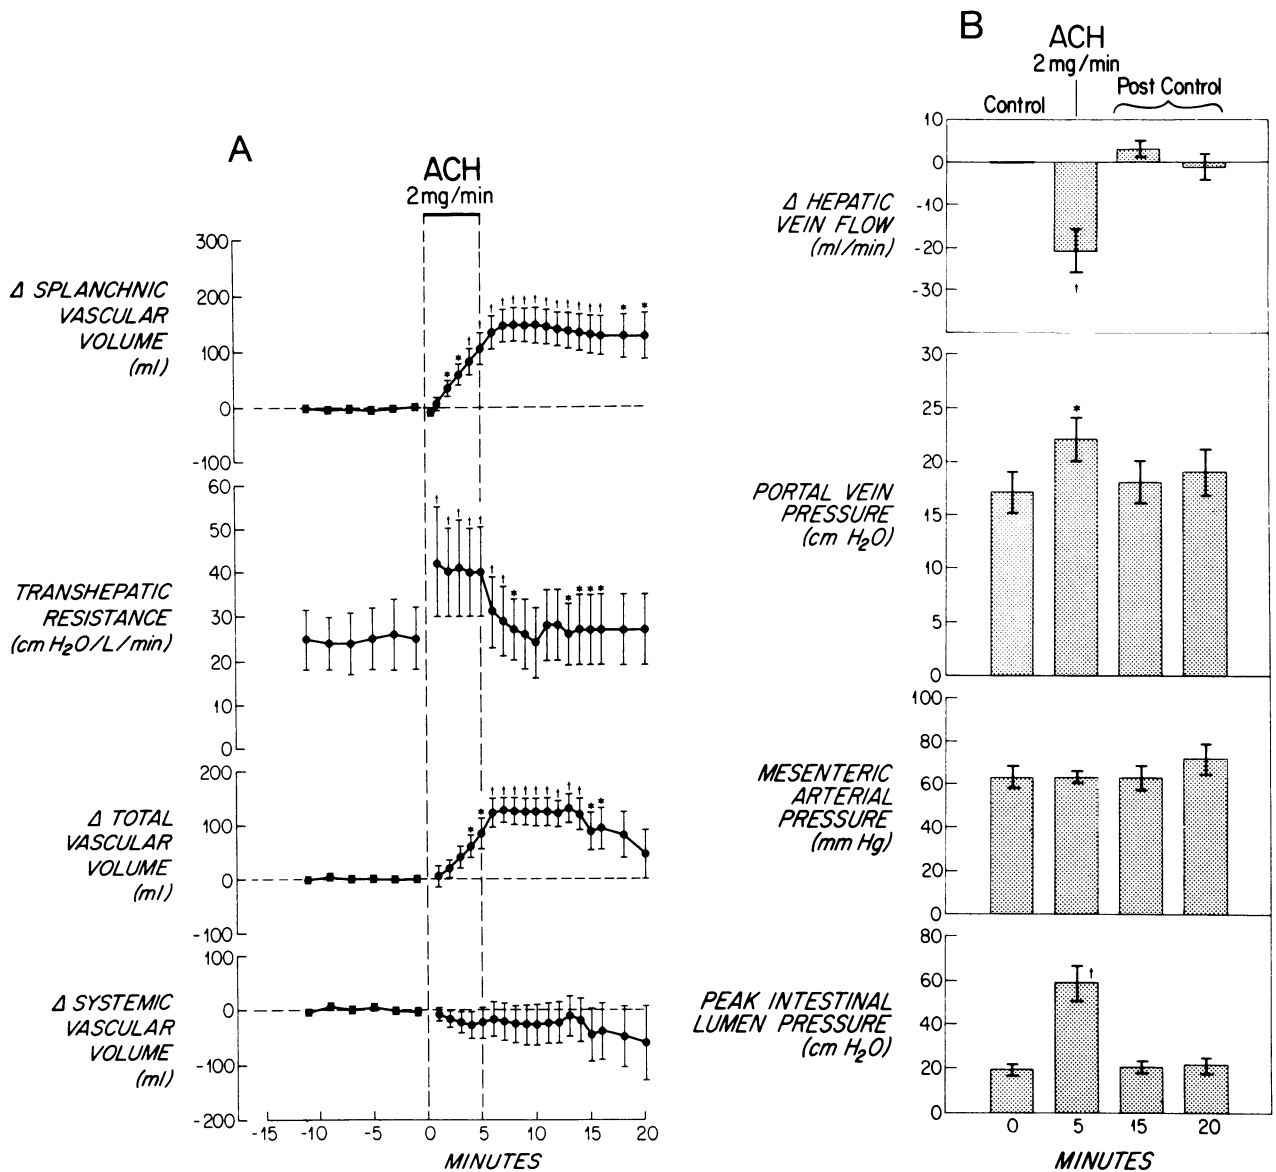 A
ACH
2mg/min
Δ SPLANCHNIC
VASCULAR
VOLUME
(ml)
300
200
100
0
-100
TRANSHEPATIC
RESISTANCE
(cm H₂O/L/min)
60
50
40
30
20
10
0
Δ TOTAL
VASCULAR
VOLUME
(ml)
200
100
0
-100
Δ SYSTEMIC
VASCULAR
VOLUME
(ml)
100
0
-100
-200
-15 -10 -5 0 5 10 15 20
MINUTES
B
ACH
2mg/min
Control
Post Control
Δ HEPATIC
VEIN FLOW
(ml/min)
10
0
-10
-20
-30
PORTAL VEIN
PRESSURE
(cm H₂O)
30
25
20
15
10
5
0
MESENTERIC
ARTERIAL
PRESSURE
(mm Hg)
100
80
60
40
20
0
PEAK INTESTINAL
LUMEN PRESSURE
(cm H₂O)
80
60
40
20
0
0 5 15 20
MINUTES